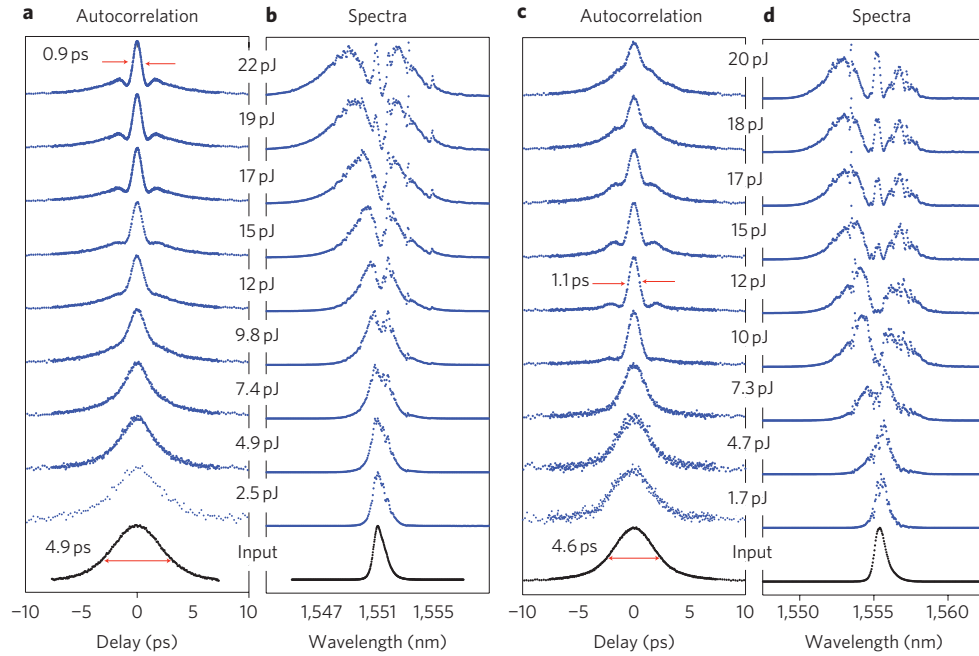 a Autocorrelation
b Spectra
c Autocorrelation
d Spectra
0.9 ps
22 pJ
19 pJ
17 pJ
15 pJ
12 pJ
9.8 pJ
7.4 pJ
4.9 pJ
2.5 pJ
4.9 ps
Input
−10 −5 0 5 10
Delay (ps)
1,547 1,551 1,555
Wavelength (nm)
20 pJ
18 pJ
17 pJ
15 pJ
1.1 ps
12 pJ
10 pJ
7.3 pJ
4.7 pJ
1.7 pJ
4.6 ps
Input
−10 −5 0 5 10
Delay (ps)
1,550 1,555 1,560
Wavelength (nm)